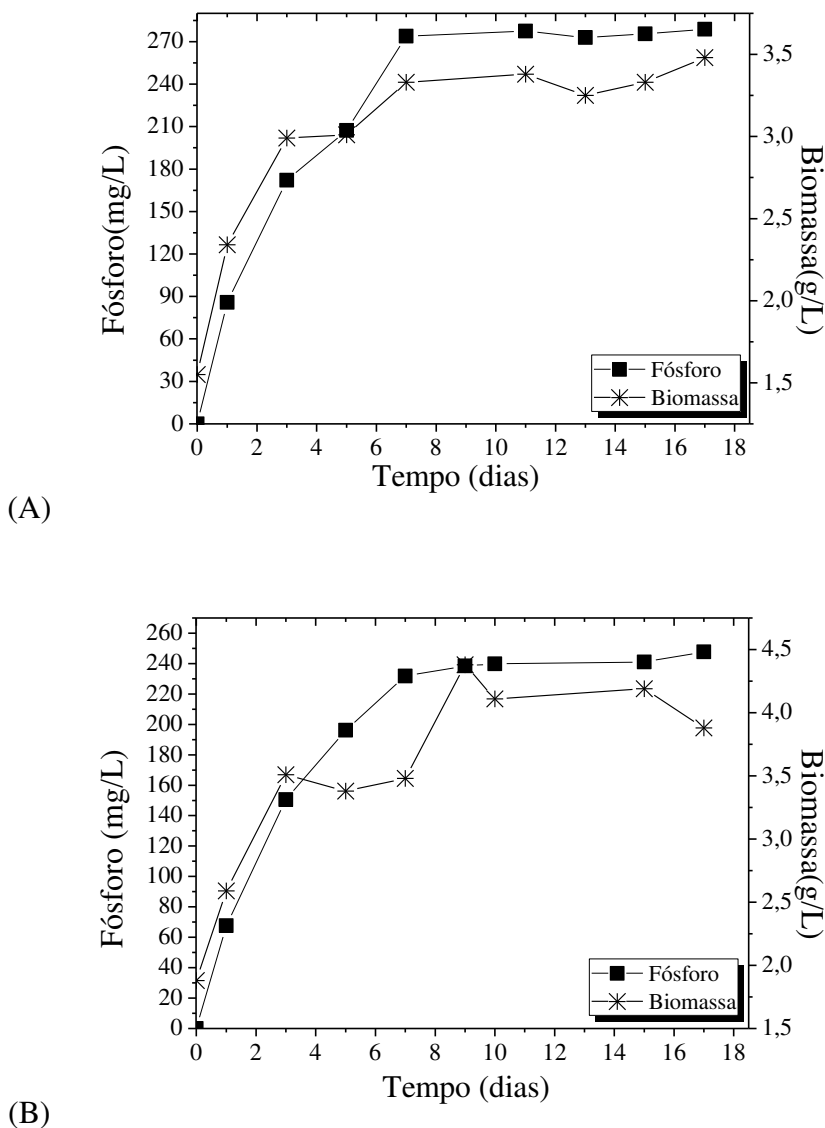 270
240
210
180
150
120
90
60
30
0
Fósforo(mg/L)
3,5
3,0
2,5
2,0
1,5
Biomassa(g/L)
Fósforo
Biomassa
0 2 4 6 8 10 12 14 16 18
Tempo (dias)
(A)
260
240
220
200
180
160
140
120
100
80
60
40
20
0
Fósforo (mg/L)
4,5
4,0
3,5
3,0
2,5
2,0
1,5
Biomassa(g/L)
Fósforo
Biomassa
0 2 4 6 8 10 12 14 16 18
Tempo (dias)
(B)